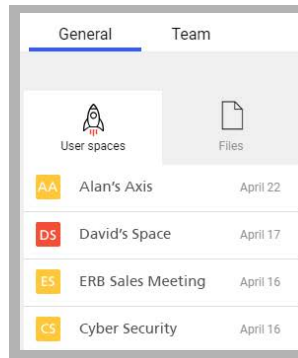 General Team
User spaces Files
AA Alan's Axis April 22
DS David's Space April 17
ES ERB Sales Meeting April 16
CS Cyber Security April 16